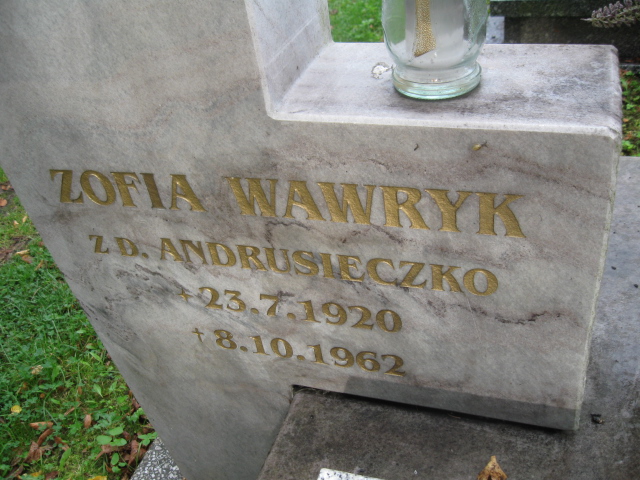 ZOFIA WAWRYK
Z D. ANDRUSIECZKO
+23.7.1920
†8.10.1962